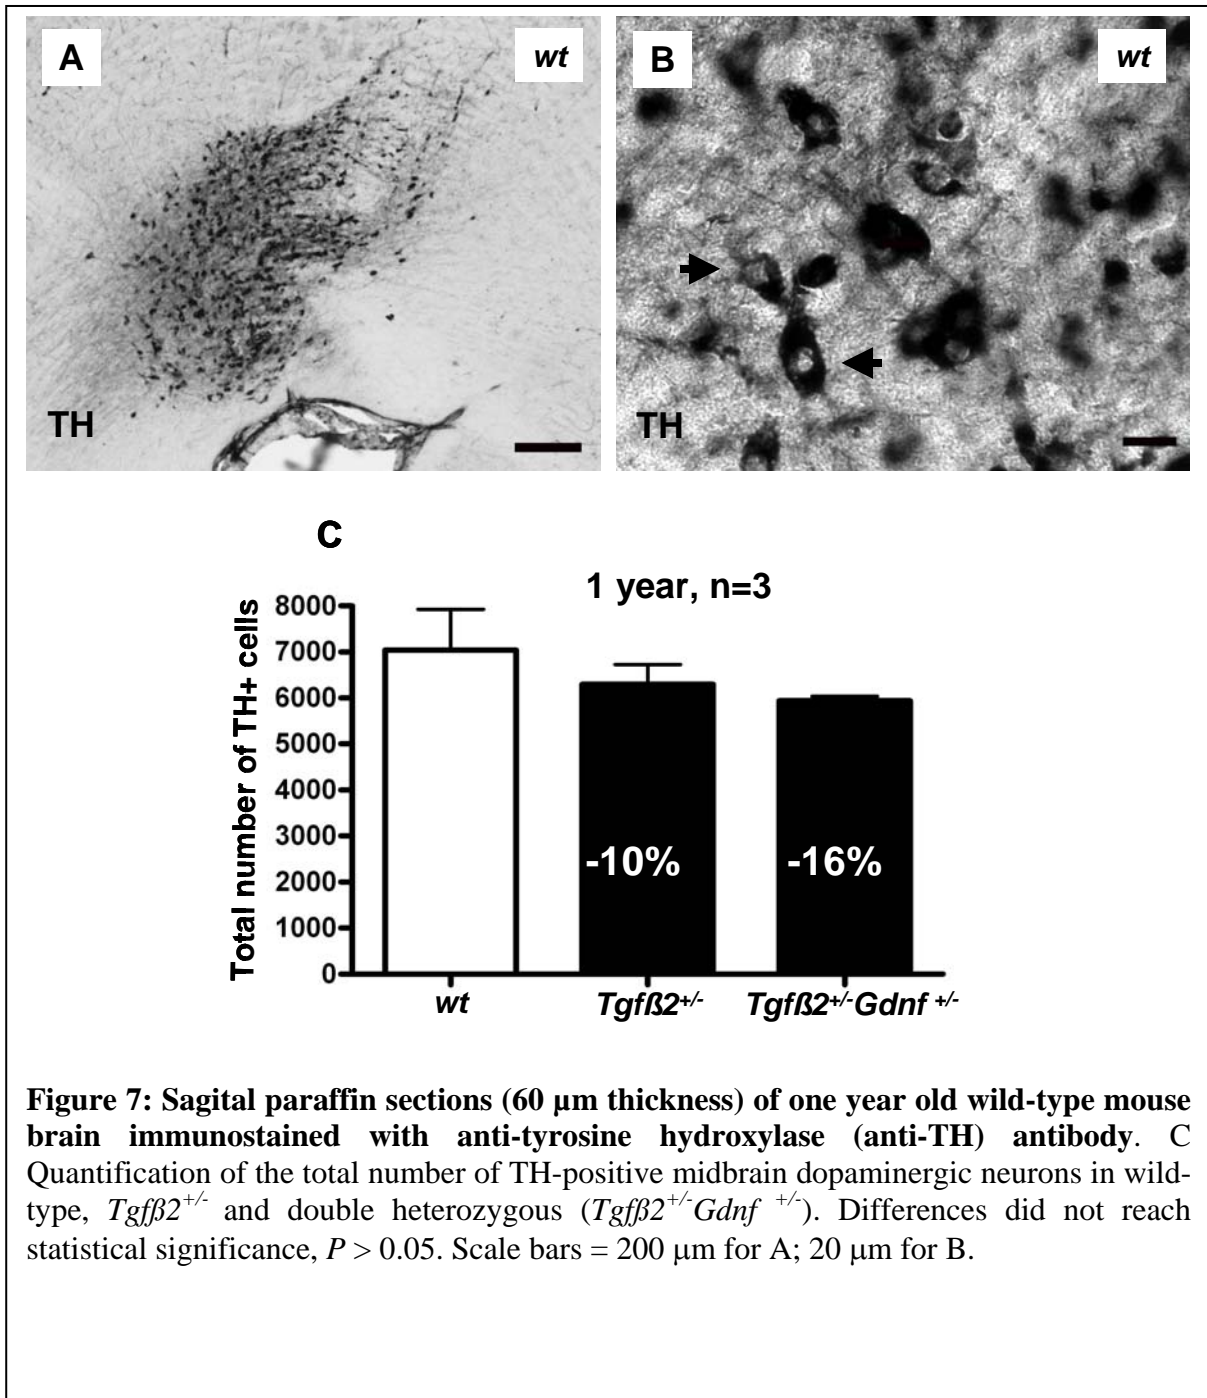 A
wt
TH
B
wt
TH
C
1 year, n=3
Total number of TH+ cells
8000
7000
6000
5000
4000
3000
2000
1000
0
-10%
-16%
wt
Tgfß2+/-
Tgfß2+/-Gdnf +/-
Figure 7: Sagital paraffin sections (60 µm thickness) of one year old wild-type mouse
brain immunostained with anti-tyrosine hydroxylase (anti-TH) antibody. C
Quantification of the total number of TH-positive midbrain dopaminergic neurons in wild-
type, Tgfß2+/- and double heterozygous (Tgfß2+/-Gdnf +/-). Differences did not reach
statistical significance, P > 0.05. Scale bars = 200 µm for A; 20 µm for B.